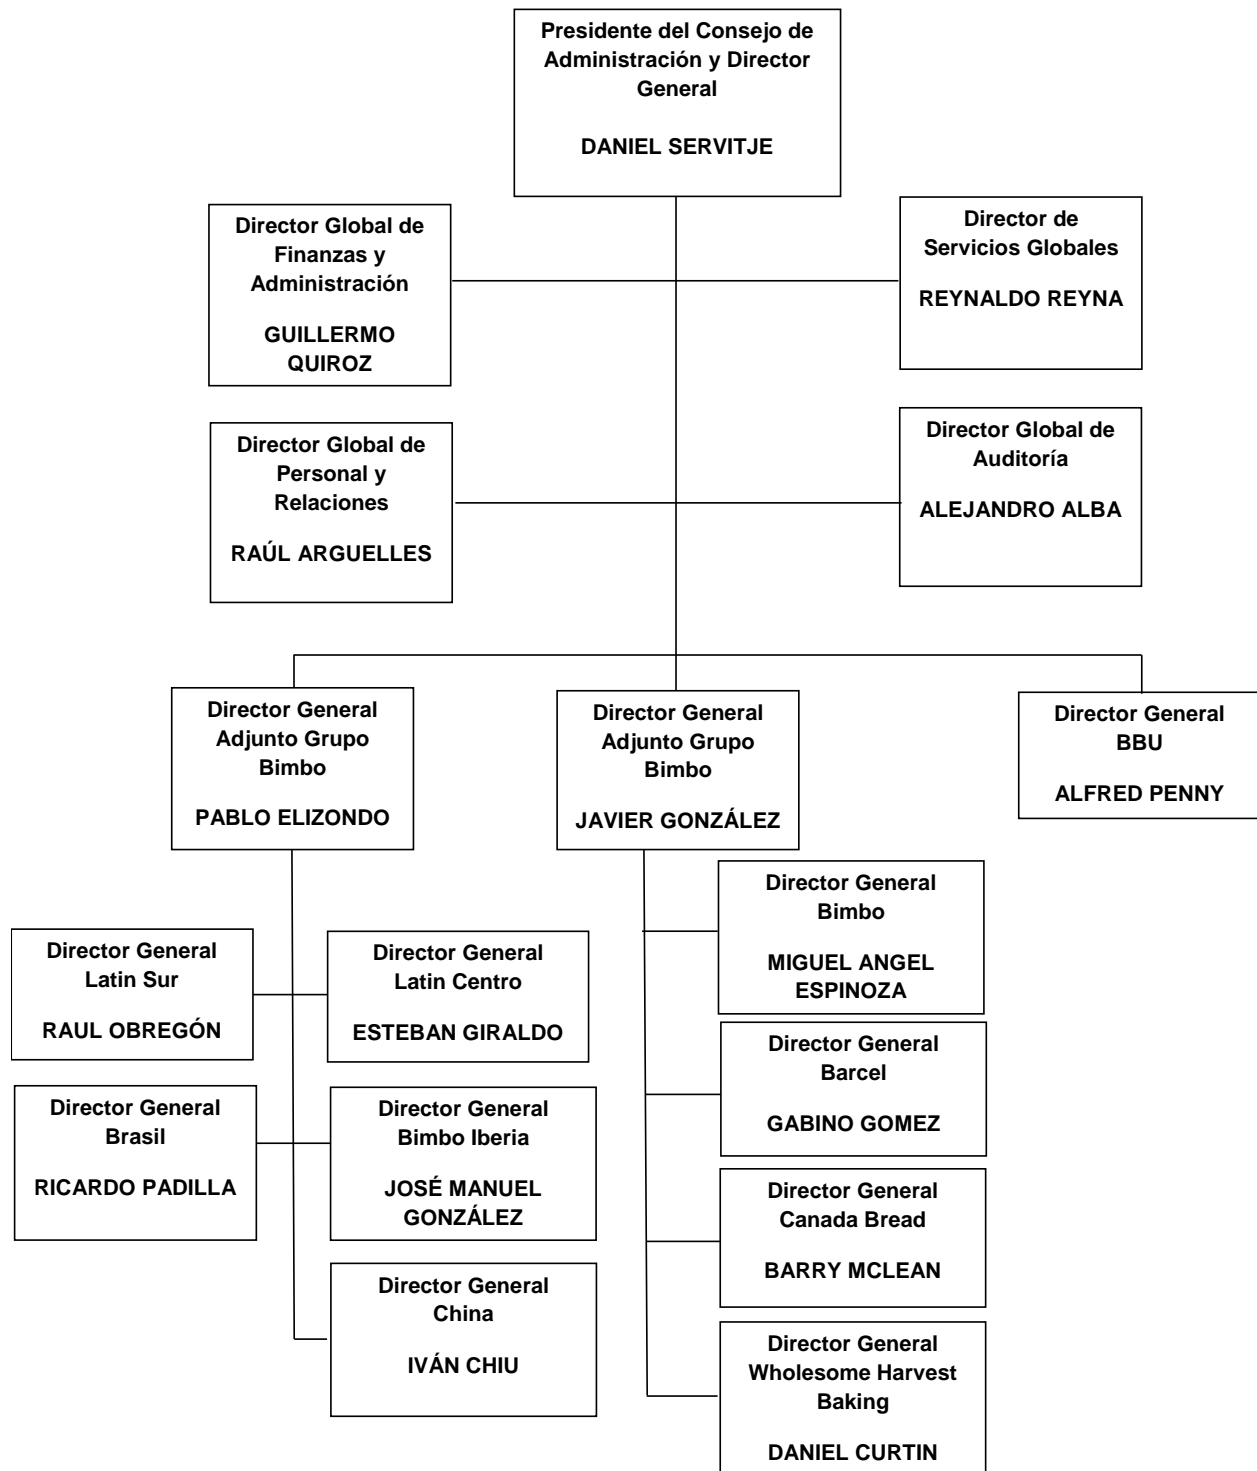 Presidente del Consejo de
Administración y Director
General
DANIEL SERVITJE
Director Global de
Finanzas y
Administración
GUILLERMO
QUIROZ
Director de
Servicios Globales
REYNALDO REYNA
Director Global de
Personal y
Relaciones
RAÚL ARGUELLES
Director Global de
Auditoría
ALEJANDRO ALBA
Director General
Adjunto Grupo
Bimbo
PABLO ELIZONDO
Director General
Adjunto Grupo
Bimbo
JAVIER GONZÁLEZ
Director General
BBU
ALFRED PENNY
Director General
Latin Sur
RAUL OBREGÓN
Director General
Latin Centro
ESTEBAN GIRALDO
Director General
Brasil
RICARDO PADILLA
Director General
Bimbo Iberia
JOSÉ MANUEL
GONZÁLEZ
Director General
China
IVÁN CHIU
Director General
Bimbo
MIGUEL ANGEL
ESPINOZA
Director General
Barcel
GABINO GOMEZ
Director General
Canada Bread
BARRY MCLEAN
Director General
Wholesome Harvest
Baking
DANIEL CURTIN